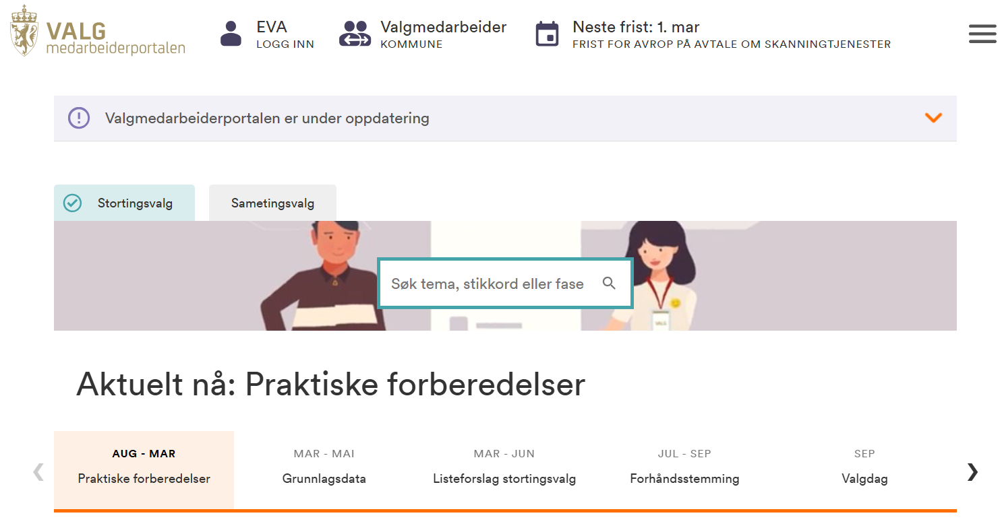 VALG
medarbeiderportalen
EVA
LOGG INN
Valgmedarbeider
KOMMUNE
Neste frist: 1. mar
FRIST FOR AVROP PÅ AVTALE OM SKANNINGTJENESTER
Valgmedarbeiderportalen er under oppdatering
Stortingsvalg
Sametingsvalg
Søk tema, stikkord eller fase
VALG
Aktuelt nå: Praktiske forberedelser
AUG - MAR
Praktiske forberedelser
MAR - MAI
Grunnlagsdata
MAR - JUN
Listeforslag stortingsvalg
JUL - SEP
Forhåndsstemming
SEP
Valgdag